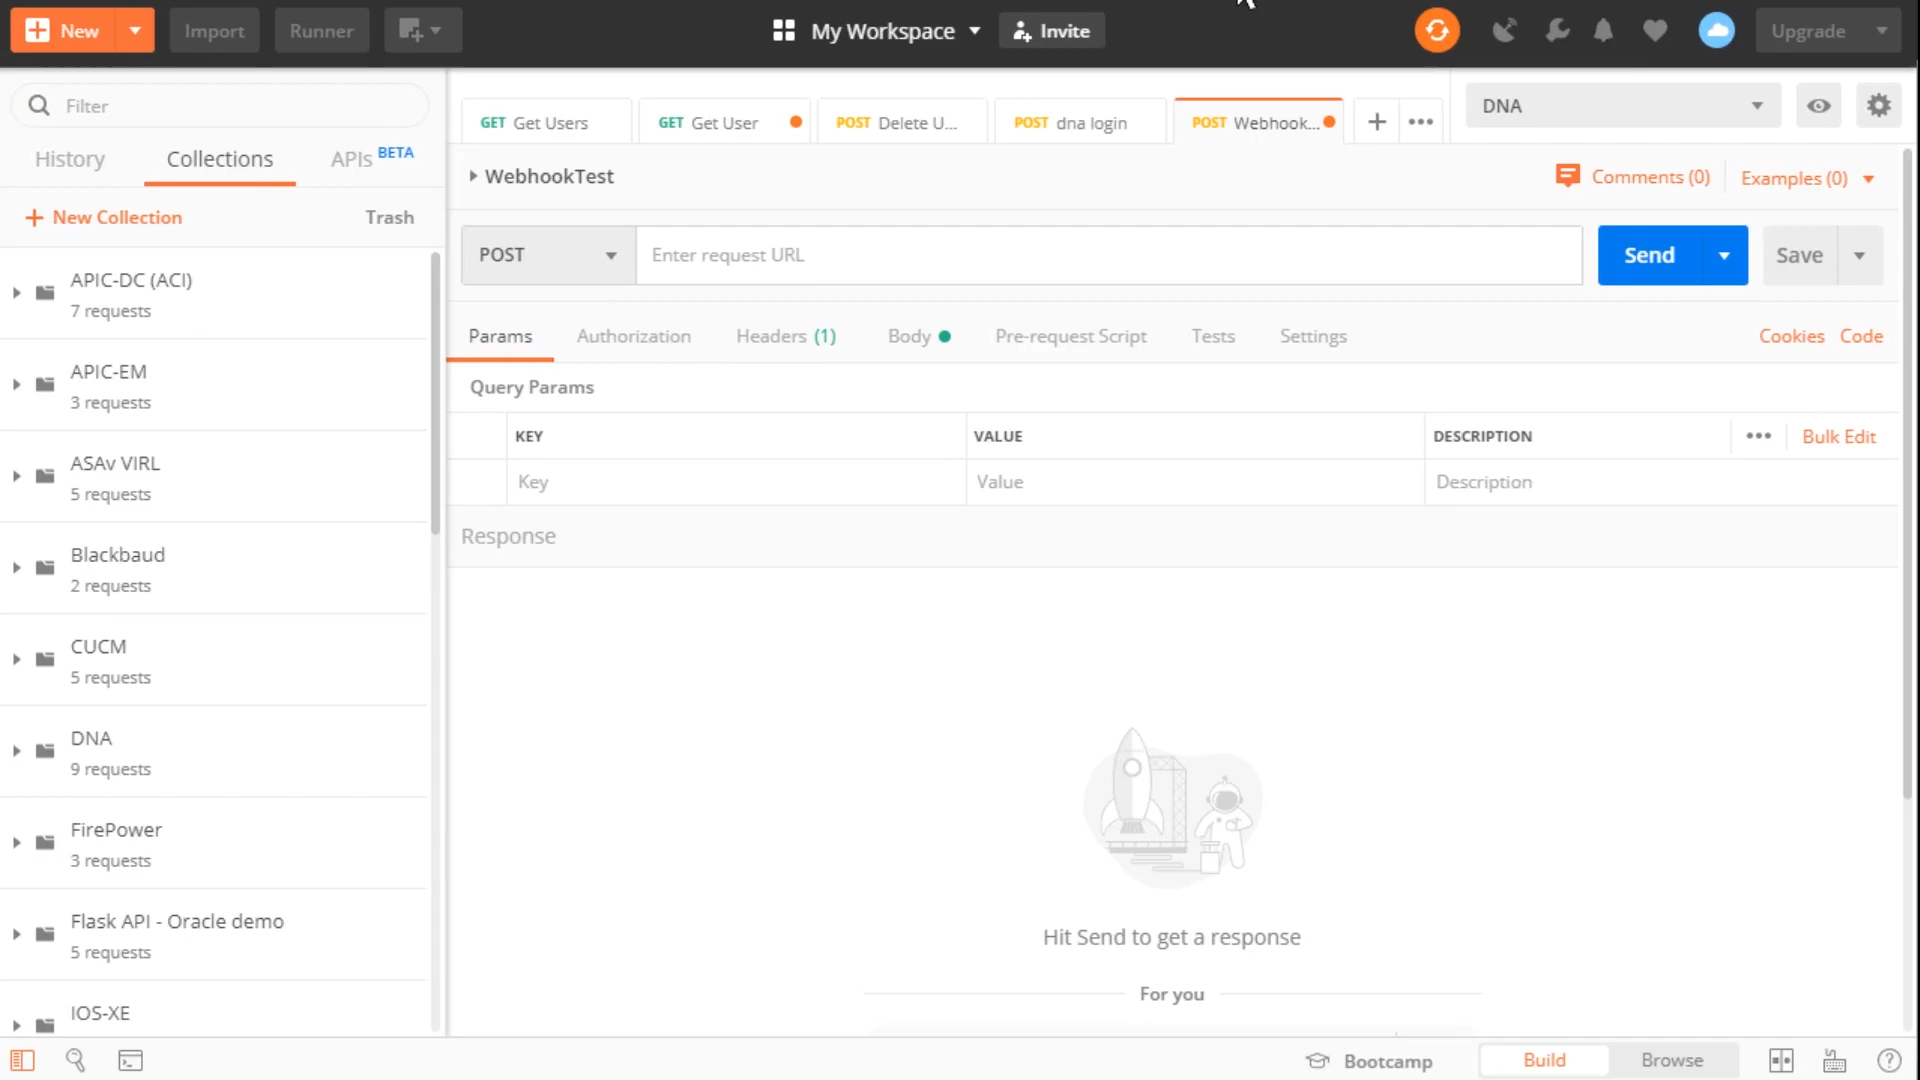 New
Import
Runner
My Workspace
Invite
Upgrade
Filter
History
Collections
APIs BETA
New Collection
Trash
APIC-DC (ACI)
7 requests
APIC-EM
3 requests
ASAv VIRL
5 requests
Blackbaud
2 requests
CUCM
5 requests
DNA
9 requests
FirePower
3 requests
Flask API - Oracle demo
5 requests
IOS-XE
GET Get Users
GET Get User
POST Delete U...
POST dna login
POST Webhook...
DNA
WebhookTest
Comments (0)
Examples (0)
POST
Enter request URL
Send
Save
Params
Authorization
Headers (1)
Body
Pre-request Script
Tests
Settings
Cookies
Code
Query Params
KEY
VALUE
DESCRIPTION
Bulk Edit
Key
Value
Description
Response
Hit Send to get a response
For you
Bootcamp
Build
Browse